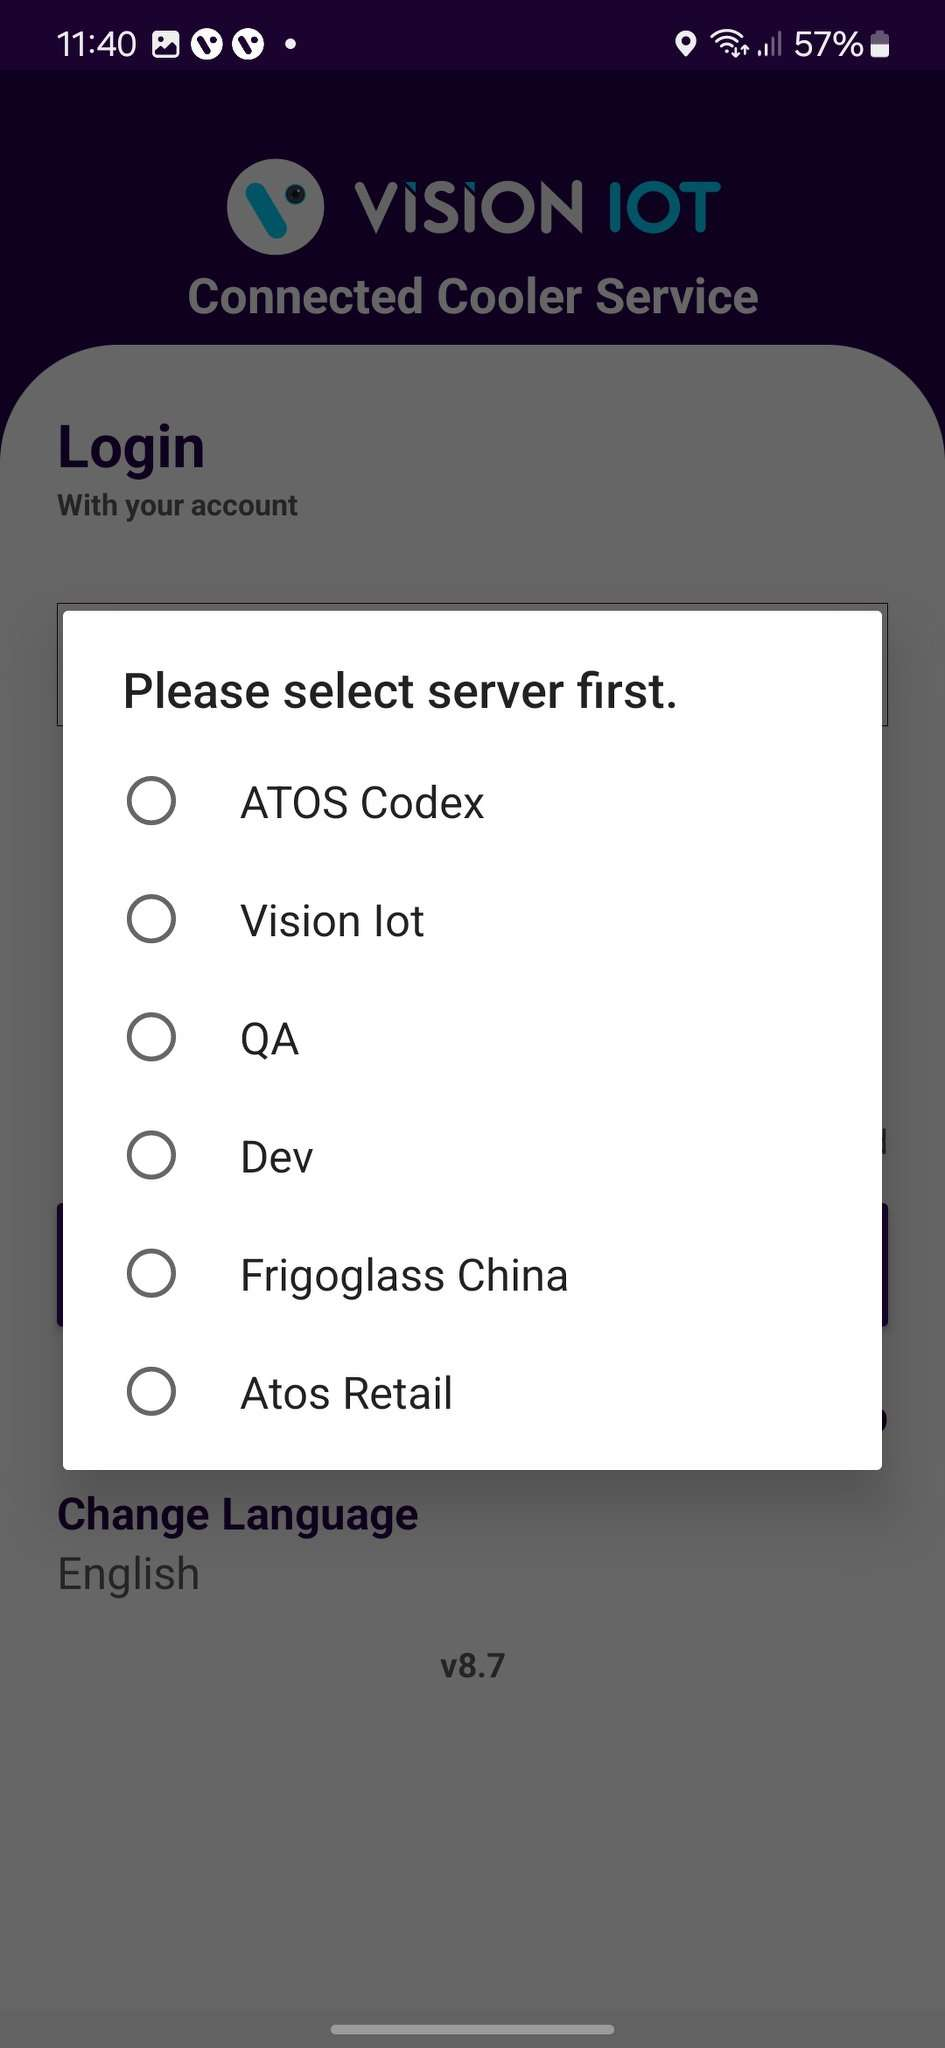 11:40
57%
VISION IOT
Connected Cooler Service
Login
With your account
Please select server first.
ATOS Codex
Vision Iot
QA
Dev
Frigoglass China
Atos Retail
Change Language
English
v8.7